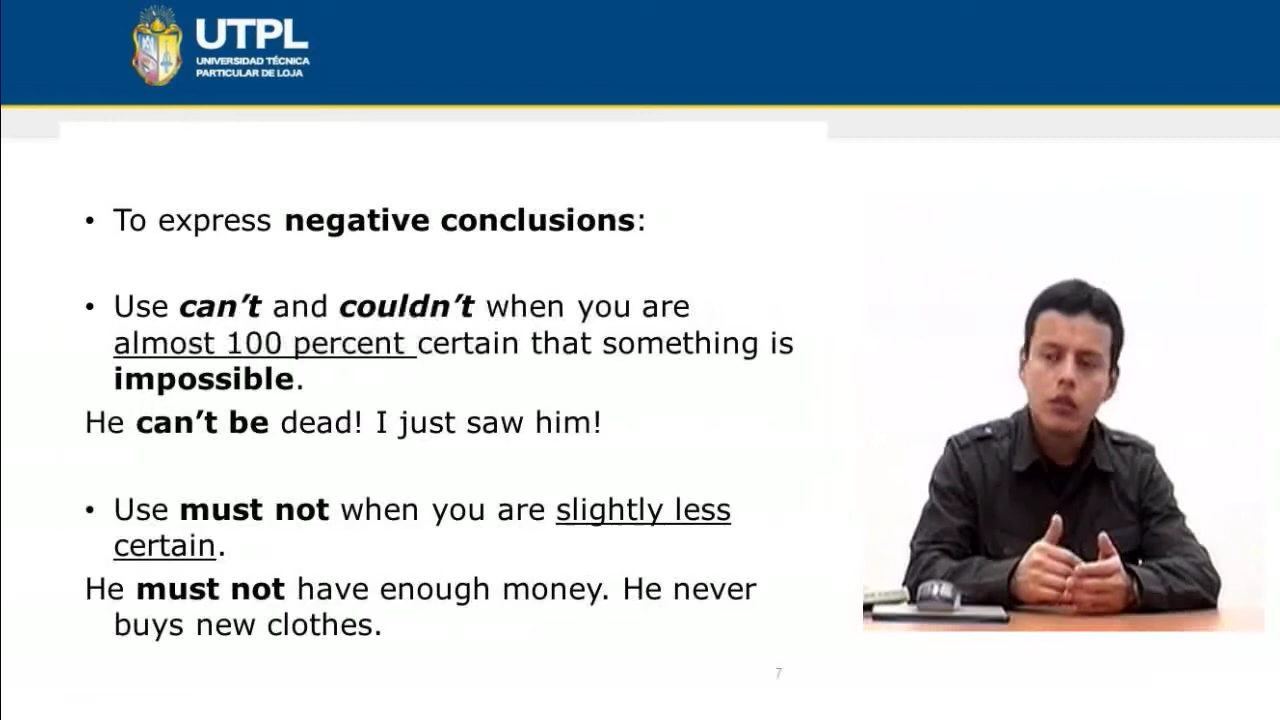 UTPL
UNIVERSIDAD TÉCNICA
PARTICULAR DE LOJA
• To express negative conclusions:
• Use can’t and couldn’t when you are
almost 100 percent certain that something is
impossible.
He can’t be dead! I just saw him!
• Use must not when you are slightly less
certain.
He must not have enough money. He never
buys new clothes.
7